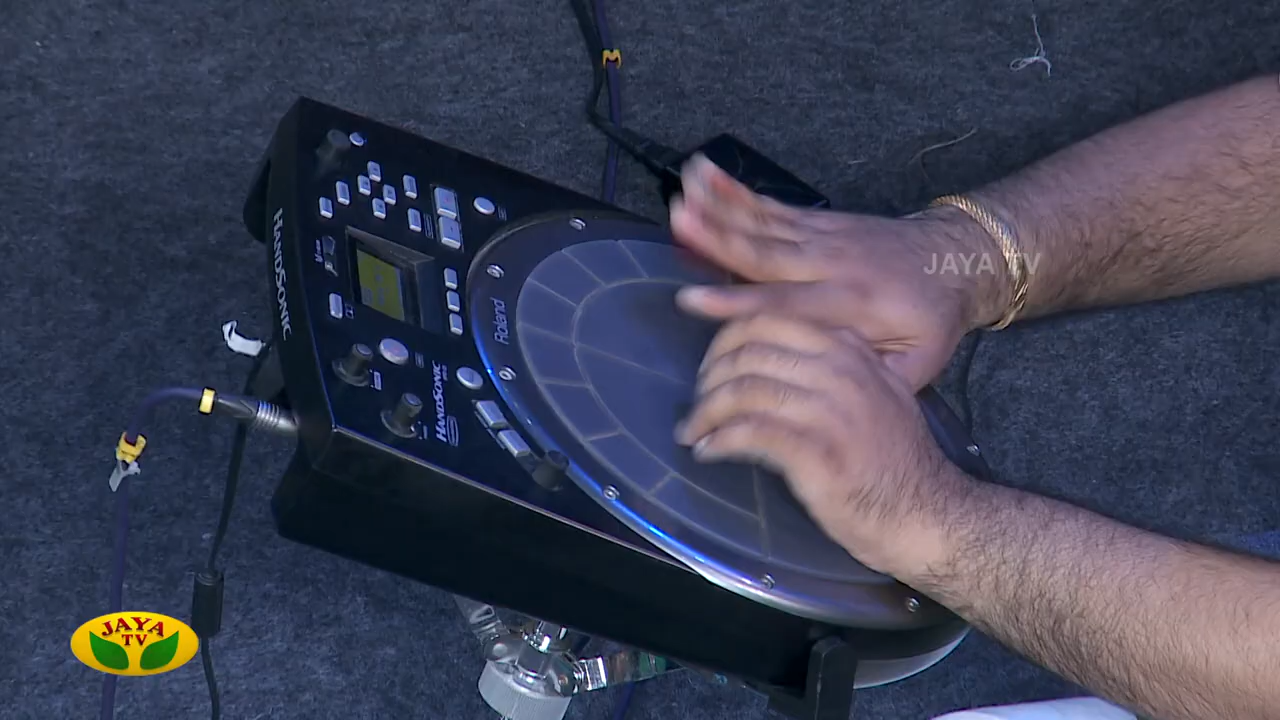 HANDSONIC
Roland
HANDSONIC
JAYA TV
JAYA
TV